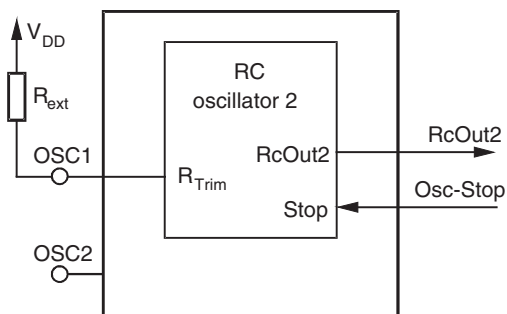 V_DD
R_ext
OSC1
OSC2
RC
oscillator 2
RcOut2
R_Trim
Stop
RcOut2
Osc-Stop